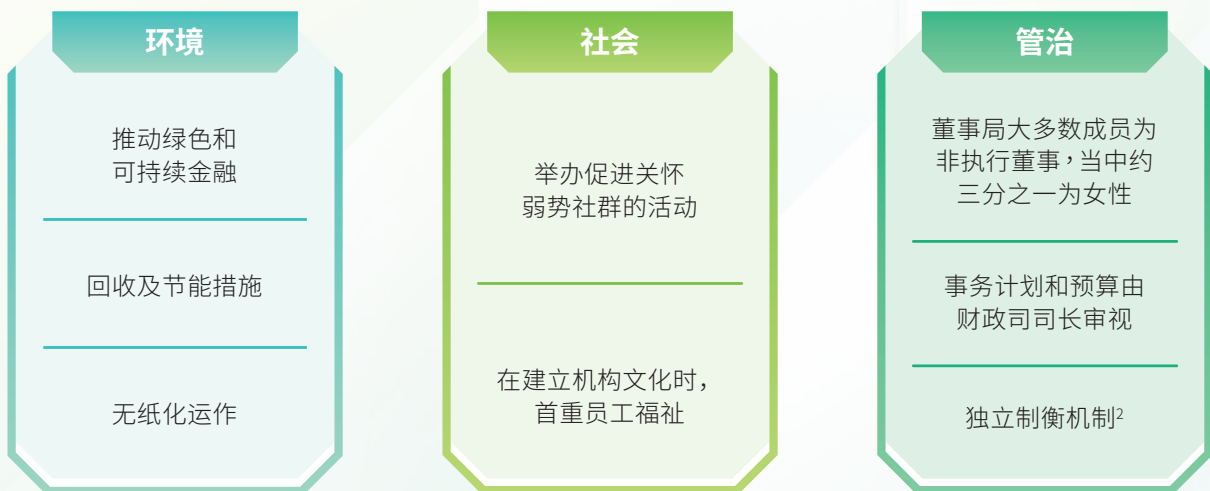 环境
推动绿色和
可持续金融
回收及节能措施
无纸化运作
社会
举办促进关怀
弱势社群的活动
在建立机构文化时，
首重员工福祉
管治
董事局大多数成员为
非执行董事，当中约
三分之一为女性
事务计划和预算由
财政司司长审视
独立制衡机制2